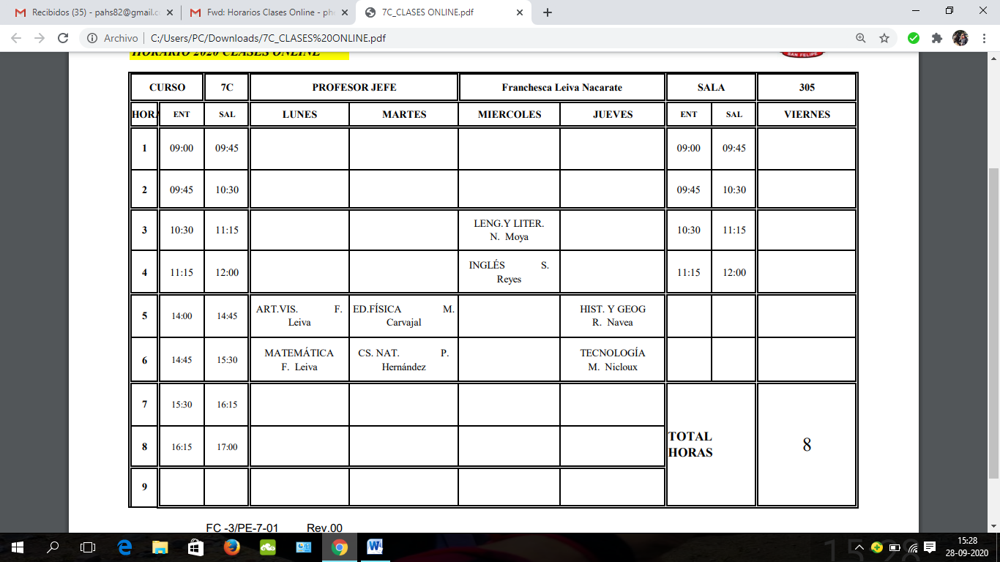 Recibidos (35) - pahs82@gmail.c
Fwd: Horarios Clases Online - ph
7C_CLASES ONLINE.pdf
Archivo
C:/Users/PC/Downloads/7C_CLASES%20ONLINE.pdf
HORARIO 2020 CLASES ONLINE
SAN FELIPE
CURSO 7C PROFESOR JEFE Franchesca Leiva Nacarate SALA 305
HORA ENT SAL LUNES MARTES MIERCOLES JUEVES ENT SAL VIERNES
1 09:00 09:45 09:00 09:45
2 09:45 10:30 09:45 10:30
3 10:30 11:15 LENG.Y LITER. 10:30 11:15
N. Moya
4 11:15 12:00 INGLÉS S. 11:15 12:00
Reyes
5 14:00 14:45 ART.VIS. F. ED.FÍSICA M. HIST. Y GEOG
Leiva Carvajal R. Navea
6 14:45 15:30 MATEMÁTICA CS. NAT. P. TECNOLOGÍA
F. Leiva Hernández M. Nicloux
7 15:30 16:15
8 16:15 17:00
TOTAL
HORAS
8
9
FC -3/PE-7-01 Rev.00
15:28
28-09-2020